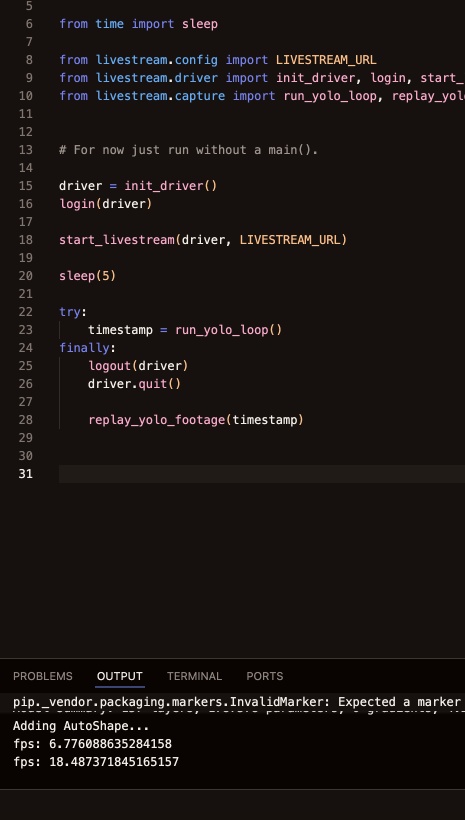 5
6 from time import sleep
7
8 from livestream.config import LIVESTREAM_URL
9 from livestream.driver import init_driver, login, start_
10 from livestream.capture import run_yolo_loop, replay_yol
11
12
13 # For now just run without a main().
14
15 driver = init_driver()
16 login(driver)
17
18 start_livestream(driver, LIVESTREAM_URL)
19
20 sleep(5)
21
22 try:
23     timestamp = run_yolo_loop()
24 finally:
25     logout(driver)
26     driver.quit()
27
28     replay_yolo_footage(timestamp)
29
30
31
PROBLEMS OUTPUT TERMINAL PORTS
pip._vendor.packaging.markers.InvalidMarker: Expected a marker
Adding AutoShape...
fps: 6.776088635284158
fps: 18.487371845165157